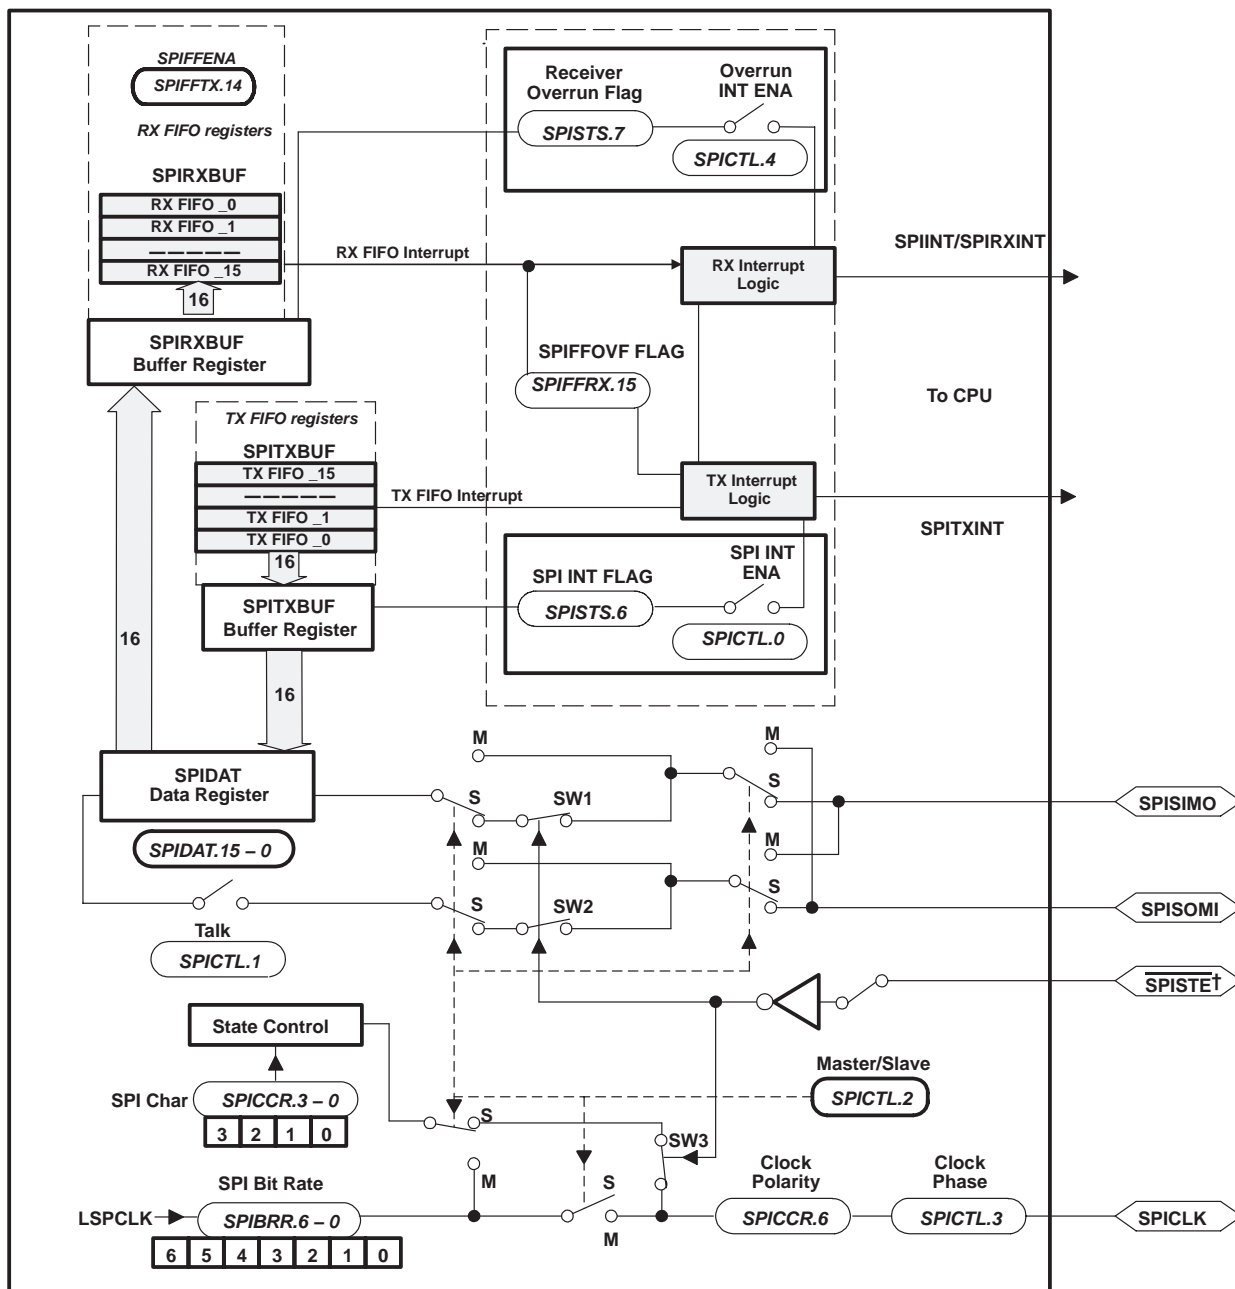 SPIFFENA
SPIFFTX.14
RX FIFO registers
SPIRXBUF
RX FIFO _0
RX FIFO _1
— — — — —
RX FIFO _15
16
SPIRXBUF
Buffer Register
Receiver
Overrun Flag
SPISTS.7
Overrun
INT ENA
SPICTL.4
RX FIFO Interrupt
RX Interrupt
Logic
SPIINT/SPIRXINT
SPIFFOVF FLAG
SPIFFRX.15
To CPU
TX FIFO registers
SPITXBUF
TX FIFO _15
— — — — —
TX FIFO _1
TX FIFO _0
16
TX FIFO Interrupt
TX Interrupt
Logic
SPITXINT
SPITXBUF
Buffer Register
SPI INT FLAG
SPISTS.6
SPI INT
ENA
SPICTL.0
16
16
SPIDAT
Data Register
SPIDAT.15 – 0
M
S
SW1
M
S
SPISIMO
M
S
SW2
M
S
SPISOMI
Talk
SPICTL.1
SPISTE†
State Control
Master/Slave
SPICTL.2
SPI Char
SPICCR.3 – 0
3 2 1 0
S
SW3
M
S
M
Clock
Polarity
SPICCR.6
Clock
Phase
SPICTL.3
SPICLK
SPI Bit Rate
LSPCLK
SPIBRR.6 – 0
6 5 4 3 2 1 0